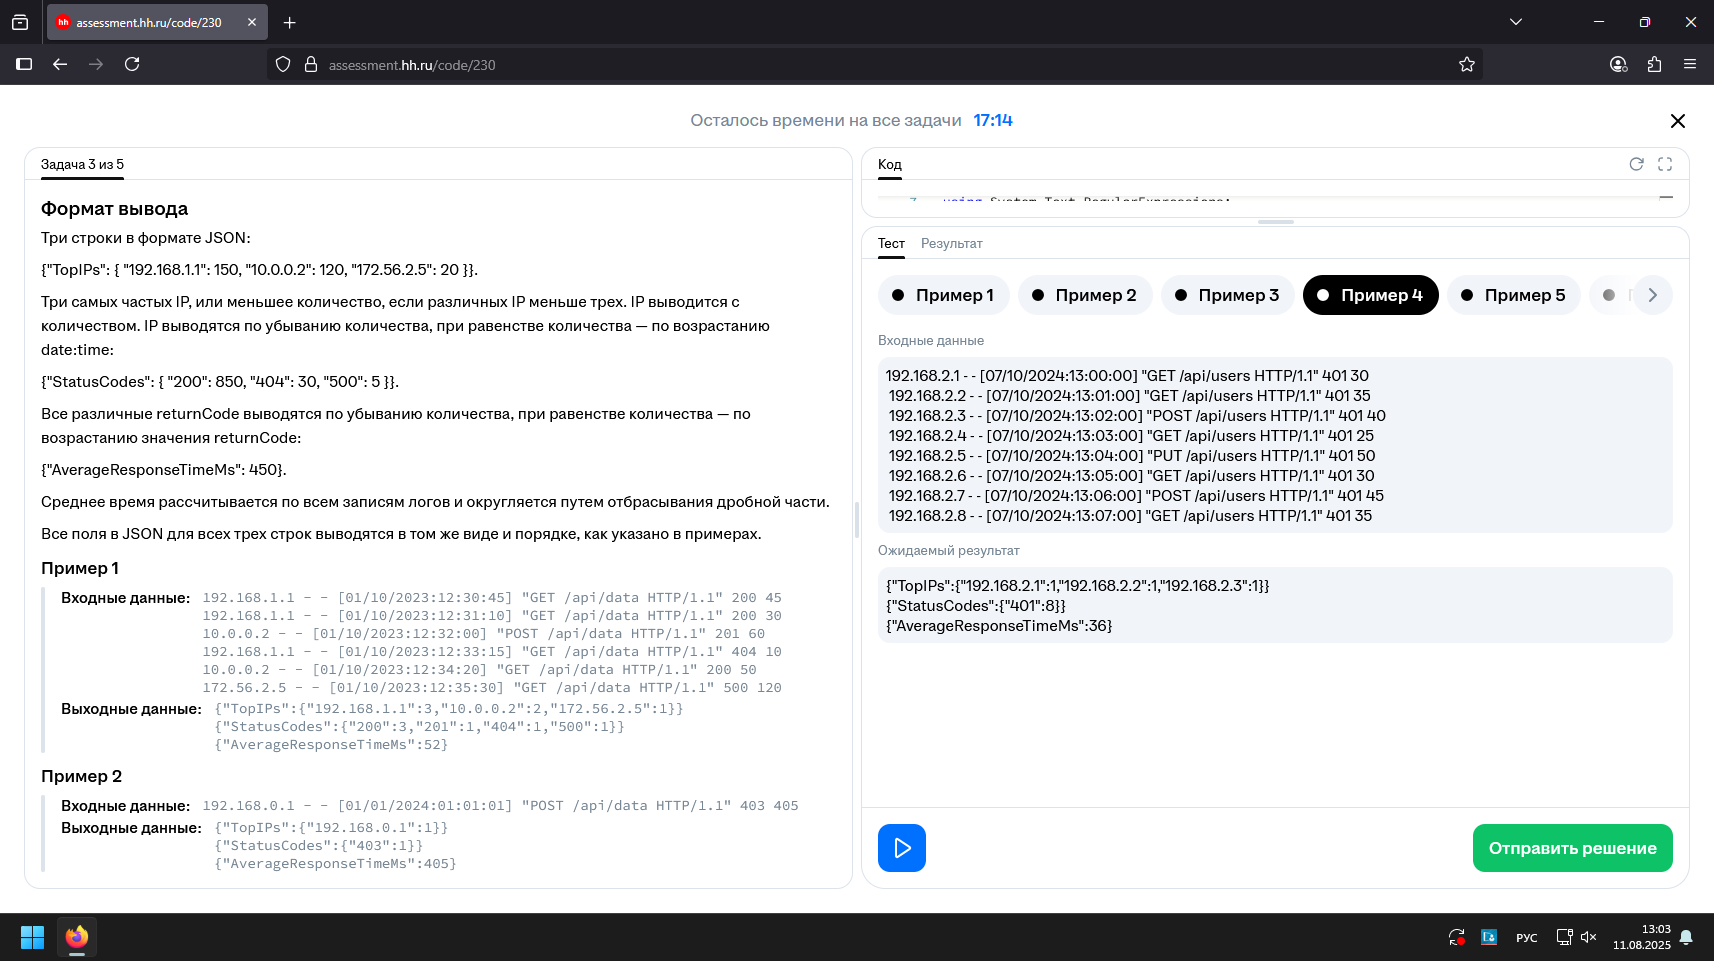 assessment.hh.ru/code/230
assessment.hh.ru/code/230
Осталось времени на все задачи 17:14
Задача 3 из 5
Формат вывода
Три строки в формате JSON:
{"TopIPs": { "192.168.1.1": 150, "10.0.0.2": 120, "172.56.2.5": 20 }}.
Три самых частых IP, или меньшее количество, если различных IP меньше трех. IP выводится с
количеством. IP выводятся по убыванию количества, при равенстве количества — по возрастанию
date:time:
{"StatusCodes": { "200": 850, "404": 30, "500": 5 }}.
Все различные returnCode выводятся по убыванию количества, при равенстве количества — по
возрастанию значения returnCode:
{"AverageResponseTimeMs": 450}.
Среднее время рассчитывается по всем записям логов и округляется путем отбрасывания дробной части.
Все поля в JSON для всех трех строк выводятся в том же виде и порядке, как указано в примерах.
Пример 1
Входные данные: 192.168.1.1 - - [01/10/2023:12:30:45] "GET /api/data HTTP/1.1" 200 45
192.168.1.1 - - [01/10/2023:12:31:10] "GET /api/data HTTP/1.1" 200 30
10.0.0.2 - - [01/10/2023:12:32:00] "POST /api/data HTTP/1.1" 201 60
192.168.1.1 - - [01/10/2023:12:33:15] "GET /api/data HTTP/1.1" 404 10
10.0.0.2 - - [01/10/2023:12:34:20] "GET /api/data HTTP/1.1" 200 50
172.56.2.5 - - [01/10/2023:12:35:30] "GET /api/data HTTP/1.1" 500 120
Выходные данные: {"TopIPs":{"192.168.1.1":3,"10.0.0.2":2,"172.56.2.5":1}}
{"StatusCodes":{"200":3,"201":1,"404":1,"500":1}}
{"AverageResponseTimeMs":52}
Пример 2
Входные данные: 192.168.0.1 - - [01/01/2024:01:01:01] "POST /api/data HTTP/1.1" 403 405
Выходные данные: {"TopIPs":{"192.168.0.1":1}}
{"StatusCodes":{"403":1}}
{"AverageResponseTimeMs":405}
Код
using System.Text.RegularExpressions;
Тест Результат
Пример 1 Пример 2 Пример 3 Пример 4 Пример 5
Входные данные
192.168.2.1 - - [07/10/2024:13:00:00] "GET /api/users HTTP/1.1" 401 30
192.168.2.2 - - [07/10/2024:13:01:00] "GET /api/users HTTP/1.1" 401 35
192.168.2.3 - - [07/10/2024:13:02:00] "POST /api/users HTTP/1.1" 401 40
192.168.2.4 - - [07/10/2024:13:03:00] "GET /api/users HTTP/1.1" 401 25
192.168.2.5 - - [07/10/2024:13:04:00] "PUT /api/users HTTP/1.1" 401 50
192.168.2.6 - - [07/10/2024:13:05:00] "GET /api/users HTTP/1.1" 401 30
192.168.2.7 - - [07/10/2024:13:06:00] "POST /api/users HTTP/1.1" 401 45
192.168.2.8 - - [07/10/2024:13:07:00] "GET /api/users HTTP/1.1" 401 35
Ожидаемый результат
{"TopIPs":{"192.168.2.1":1,"192.168.2.2":1,"192.168.2.3":1}}
{"StatusCodes":{"401":8}}
{"AverageResponseTimeMs":36}
Отправить решение
РУС
13:03
11.08.2025